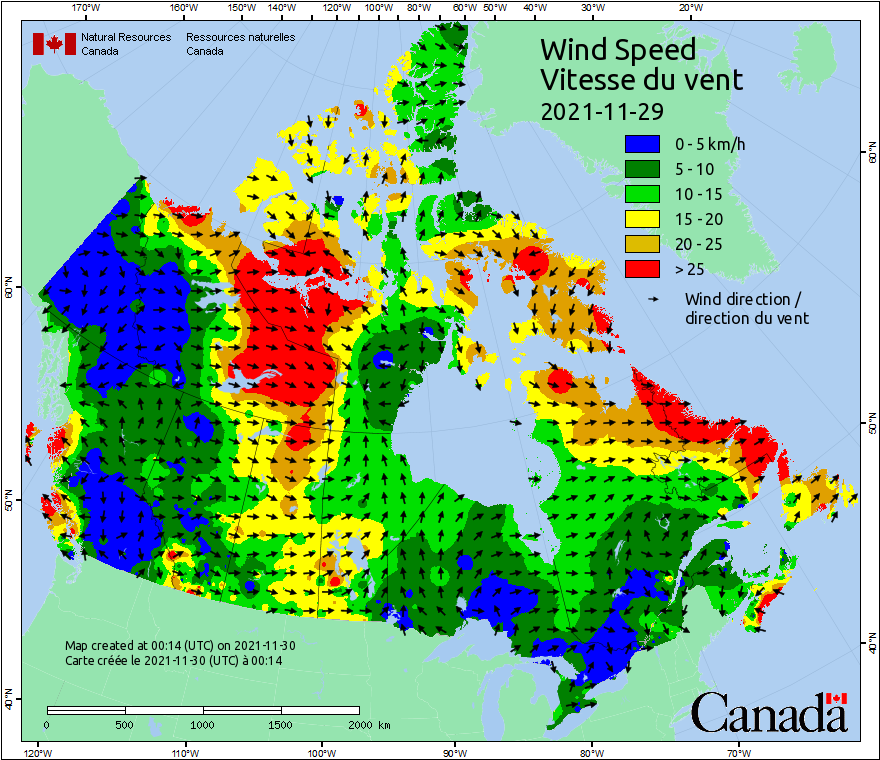 170°W 160°W 150°W 140°W 130°W 120°W 110°W 100°W 80°W 60°W 50°W 40°W 30°W 20°W
Natural Resources Canada
Ressources naturelles Canada
Wind Speed
Vitesse du vent
2021-11-29
0 - 5 km/h
5 - 10
10 - 15
15 - 20
20 - 25
> 25
Wind direction /
direction du vent
60°N
50°N
40°N
60°N
50°N
40°N
Map created at 00:14 (UTC) on 2021-11-30
Carte créée le 2021-11-30 (UTC) à 00:14
0 500 1000 1500 2000 km
Canada
120°W 110°W 100°W 90°W 80°W 70°W